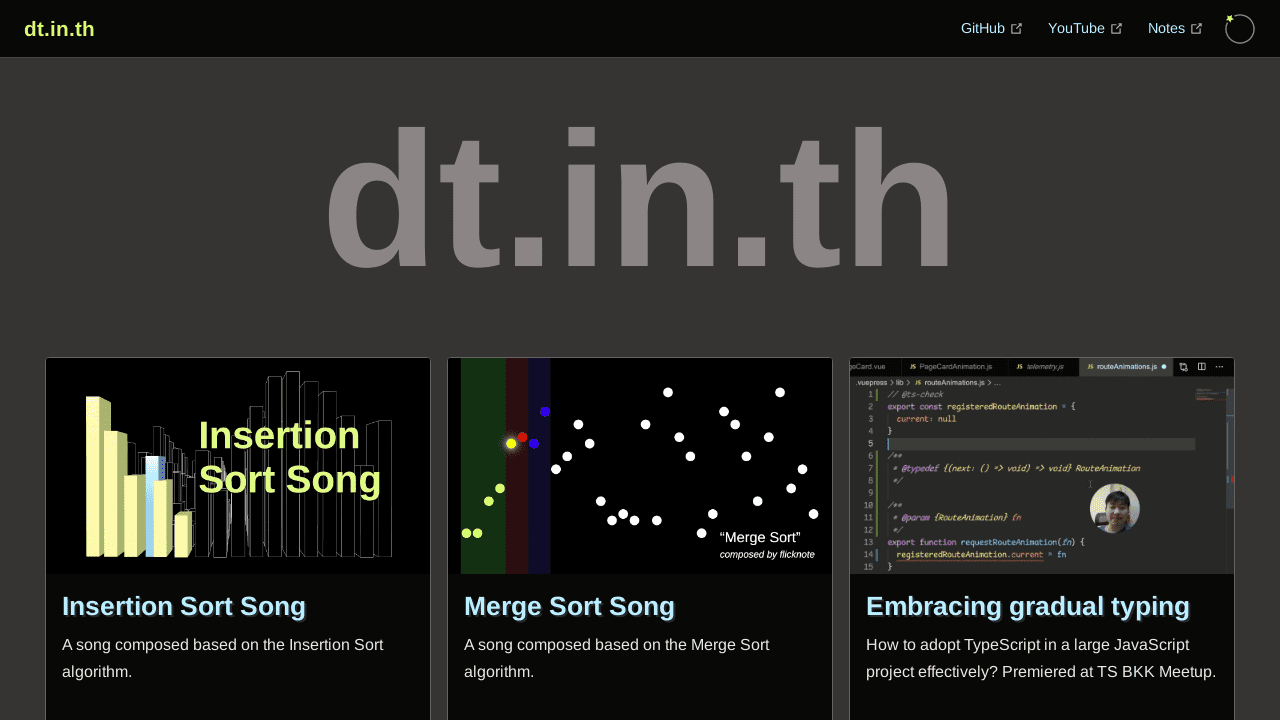 dt.in.th
GitHub
YouTube
Notes
dt.in.th
Insertion
Sort Song
“Merge Sort”
composed by flicknote
geCard.vue
PageCardAnimation.js
telemetry.js
routeAnimations.js
.vuepress > lib > JS routeAnimations.js > ...
1 // @ts-check
2 export const registeredRouteAnimation = {
3 current: null
4 }
5
6 /**
7 * @typedef {(next: () => void) => void} RouteAnimation
8 */
9
10 /**
11 * @param {RouteAnimation} fn
12 */
13 export function requestRouteAnimation(fn) {
14 registeredRouteAnimation.current = fn
15 }
Insertion Sort Song
A song composed based on the Insertion Sort
algorithm.
Merge Sort Song
A song composed based on the Merge Sort
algorithm.
Embracing gradual typing
How to adopt TypeScript in a large JavaScript
project effectively? Premiered at TS BKK Meetup.